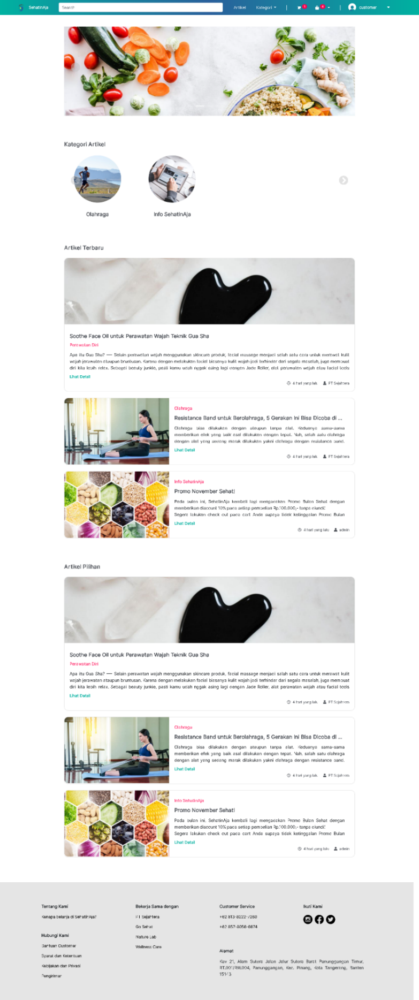 SehatinAja
Search
Artikel
Kategori
1
4
customer
Kategori Artikel
Olahraga
Info SehatinAja
Artikel Terbaru
Soothe Face Oil untuk Perawatan Wajah Teknik Gua Sha
Perawatan Diri
Apa itu Gua Sha? — Selain perawatan wajah menggunakan skincare produk, facial massage menjadi salah satu cara untuk merawat kulit
wajah jerawatan ataupun bruntusan. Karena dengan melakukan facial biasanya kulit wajah jadi terhindar dari segala masalah, juga membuat
diri kita lebih relax. Sebagai beauty junkie, pasti kamu udah nggak asing lagi dengan Jade Roller, alat perawatan wajah atau facial tools
Lihat Detail
4 hari yang lalu PT Sejahtera
Olahraga
Resistance Band untuk Berolahraga, 5 Gerakan Ini Bisa Dicoba di ...
Olahraga bisa dilakukan dengan ataupun tanpa alat. Keduanya sama-sama
memberikan efek yang baik asal dilakukan dengan tepat. Nah, salah satu olahraga
dengan alat yang sedang marak dilakukan yakni olahraga dengan resistance band.
Lihat Detail
4 hari yang lalu PT Sejahtera
Info SehatinAja
Promo November Sehat!
Pada bulan ini, SehatinAja kembali lagi mengadakan Promo Bulan Sehat dengan
memberikan discount 10% pada setiap pembelian Rp.100.000,- tanpa diundi!
Segera lakukan check out pada cart Anda supaya tidak ketinggalan Promo Bulan
Lihat Detail
4 hari yang lalu admin
Artikel Pilihan
Soothe Face Oil untuk Perawatan Wajah Teknik Gua Sha
Perawatan Diri
Apa itu Gua Sha? — Selain perawatan wajah menggunakan skincare produk, facial massage menjadi salah satu cara untuk merawat kulit
wajah jerawatan ataupun bruntusan. Karena dengan melakukan facial biasanya kulit wajah jadi terhindar dari segala masalah, juga membuat
diri kita lebih relax. Sebagai beauty junkie, pasti kamu udah nggak asing lagi dengan Jade Roller, alat perawatan wajah atau facial tools
Lihat Detail
4 hari yang lalu PT Sejahtera
Olahraga
Resistance Band untuk Berolahraga, 5 Gerakan Ini Bisa Dicoba di ...
Olahraga bisa dilakukan dengan ataupun tanpa alat. Keduanya sama-sama
memberikan efek yang baik asal dilakukan dengan tepat. Nah, salah satu olahraga
dengan alat yang sedang marak dilakukan yakni olahraga dengan resistance band.
Lihat Detail
4 hari yang lalu PT Sejahtera
Info SehatinAja
Promo November Sehat!
Pada bulan ini, SehatinAja kembali lagi mengadakan Promo Bulan Sehat dengan
memberikan discount 10% pada setiap pembelian Rp.100.000,- tanpa diundi!
Segera lakukan check out pada cart Anda supaya tidak ketinggalan Promo Bulan
Lihat Detail
4 hari yang lalu admin
Tentang Kami
Kenapa belanja di SehatinAja?
Hubungi Kami
Bantuan Customer
Syarat dan Ketentuan
Kebijakan dan Privasi
Pengiriman
Bekerja Sama dengan
PT Sejahtera
Go Sehat
Nature Lab
Wellness Care
Customer Service
+62 813-8222-7260
+62 857-8056-6674
Ikuti Kami
Alamat
Kav 21, Alam Sutera Jalan Jalur Sutera Barat Panunggangan Timur,
RT.001/RW.004, Panunggangan, Kec. Pinang, Kota Tangerang, Banten
15143